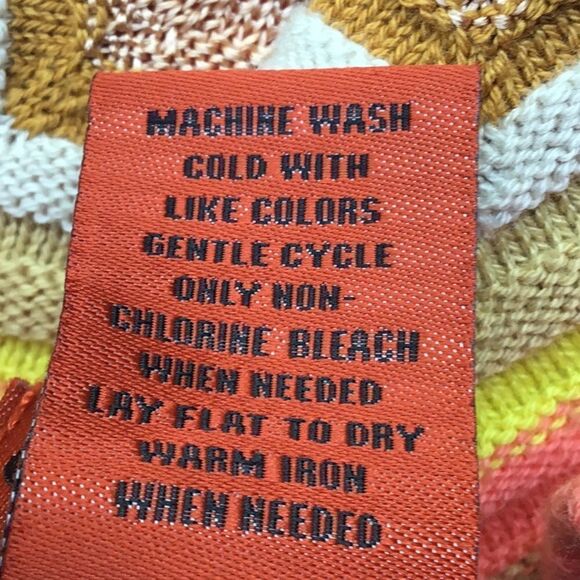 MACHINE WASH
COLD WITH
LIKE COLORS
GENTLE CYCLE
ONLY NON-
CHLORINE BLEACH
WHEN NEEDED
LAY FLAT TO DRY
WARM IRON
WHEN NEEDED